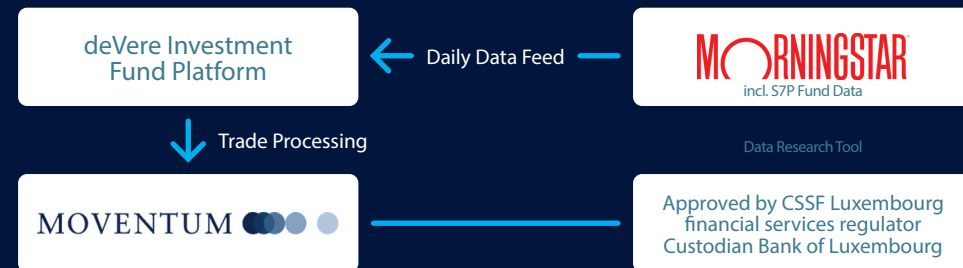 deVere Investment
Fund Platform
Daily Data Feed
MORNINGSTAR
incl. S7P Fund Data
Trade Processing
Data Research Tool
MOVENTUM
Approved by CSSF Luxembourg
financial services regulator
Custodian Bank of Luxembourg